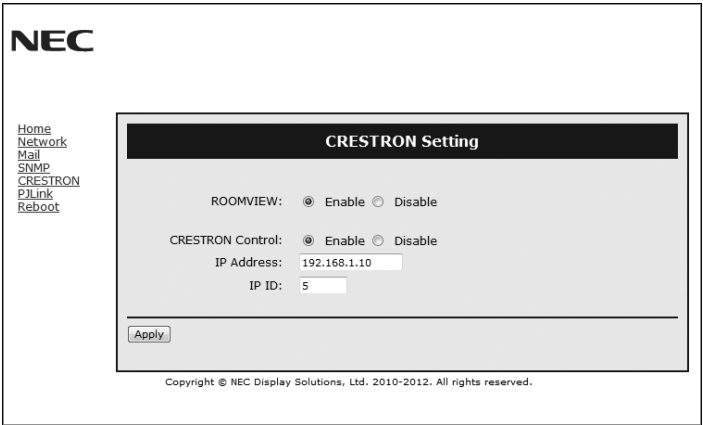 NEC
Home
Network
Mail
SNMP
CRESTRON
PJLink
Reboot
CRESTRON Setting
ROOMVIEW: Enable Disable
CRESTRON Control: Enable Disable
IP Address: 192.168.1.10
IP ID: 5
Apply
Copyright © NEC Display Solutions, Ltd. 2010-2012. All rights reserved.